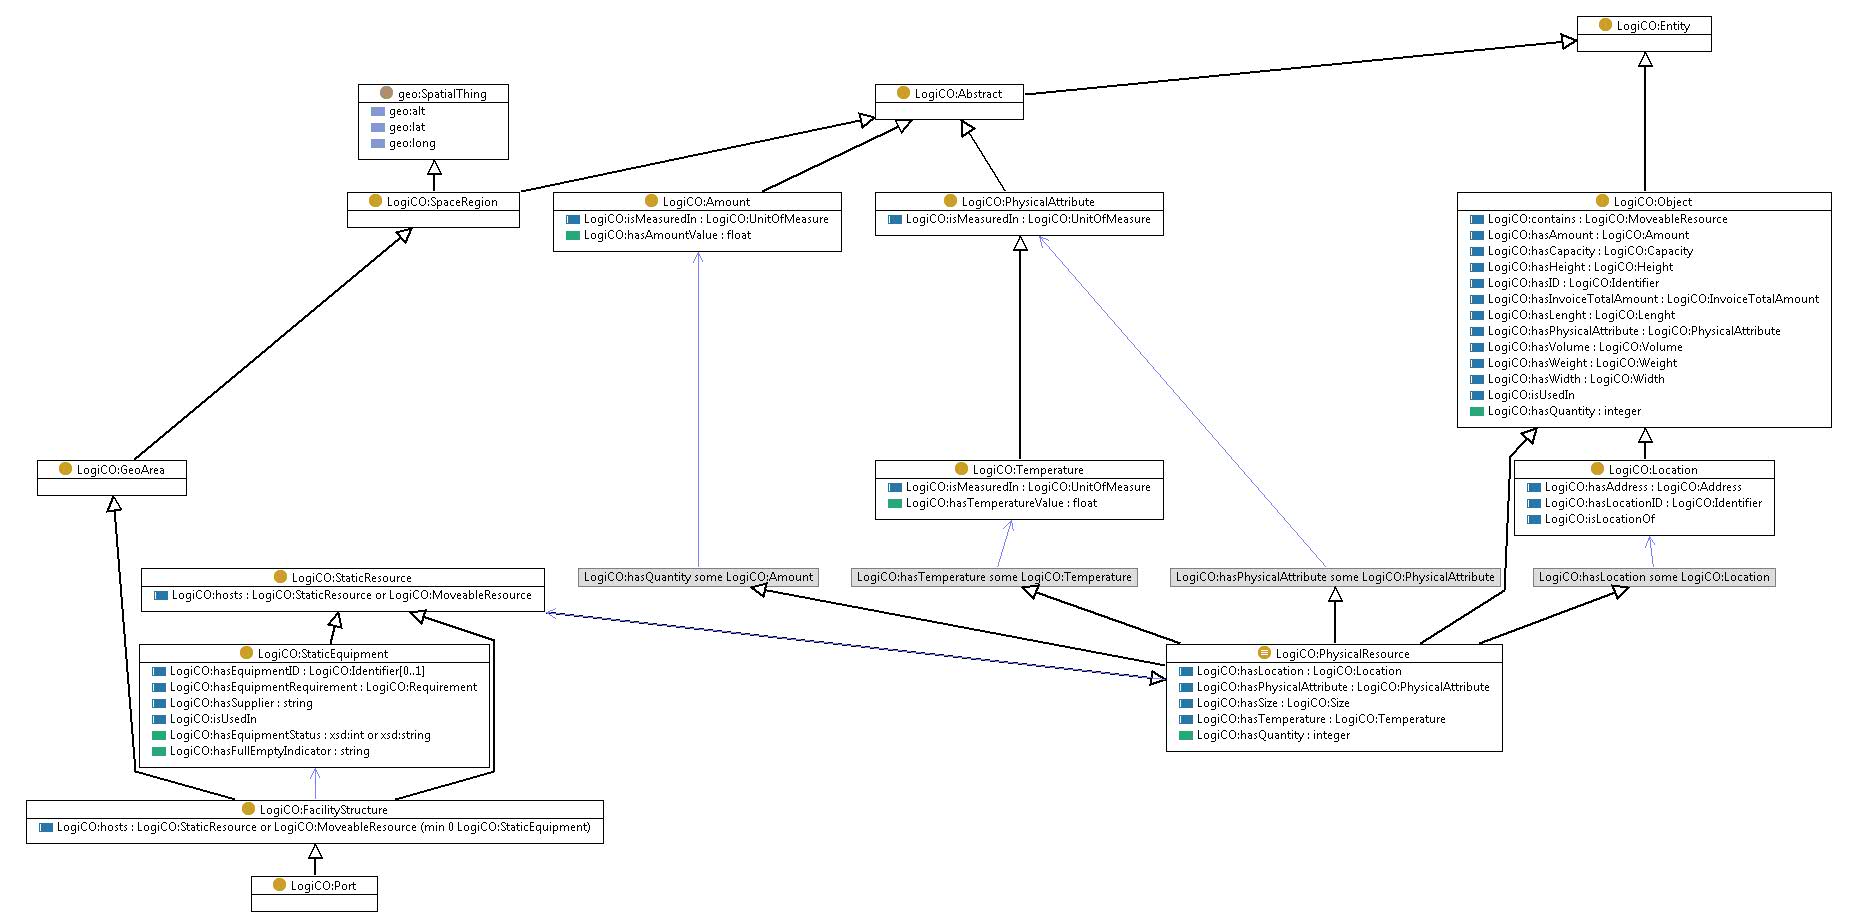 LogiCO:Entity
geo:SpatialThing
geo:alt
geo:lat
geo:long
LogiCO:Abstract
LogiCO:SpaceRegion
LogiCO:Amount
LogiCO:isMeasuredIn : LogiCO:UnitOfMeasure
LogiCO:hasAmountValue : float
LogiCO:PhysicalAttribute
LogiCO:isMeasuredIn : LogiCO:UnitOfMeasure
LogiCO:Object
LogiCO:contains : LogiCO:MoveableResource
LogiCO:hasAmount : LogiCO:Amount
LogiCO:hasCapacity : LogiCO:Capacity
LogiCO:hasHeight : LogiCO:Height
LogiCO:hasID : LogiCO:Identifier
LogiCO:hasInvoiceTotalAmount : LogiCO:InvoiceTotalAmount
LogiCO:hasLenght : LogiCO:Lenght
LogiCO:hasPhysicalAttribute : LogiCO:PhysicalAttribute
LogiCO:hasVolume : LogiCO:Volume
LogiCO:hasWeight : LogiCO:Weight
LogiCO:hasWidth : LogiCO:Width
LogiCO:isUsedIn
LogiCO:hasQuantity : integer
LogiCO:GeoArea
LogiCO:Temperature
LogiCO:isMeasuredIn : LogiCO:UnitOfMeasure
LogiCO:hasTemperatureValue : float
LogiCO:Location
LogiCO:hasAddress : LogiCO:Address
LogiCO:hasLocationID : LogiCO:Identifier
LogiCO:isLocationOf
LogiCO:StaticResource
LogiCO:hosts : LogiCO:StaticResource or LogiCO:MoveableResource
LogiCO:hasQuantity some LogiCO:Amount
LogiCO:hasTemperature some LogiCO:Temperature
LogiCO:hasPhysicalAttribute some LogiCO:PhysicalAttribute
LogiCO:hasLocation some LogiCO:Location
LogiCO:StaticEquipment
LogiCO:hasEquipmentID : LogiCO:Identifier[0..1]
LogiCO:hasEquipmentRequirement : LogiCO:Requirement
LogiCO:hasSupplier : string
LogiCO:isUsedIn
LogiCO:hasEquipmentStatus : xsd:int or xsd:string
LogiCO:hasFullEmptyIndicator : string
LogiCO:PhysicalResource
LogiCO:hasLocation : LogiCO:Location
LogiCO:hasPhysicalAttribute : LogiCO:PhysicalAttribute
LogiCO:hasSize : LogiCO:Size
LogiCO:hasTemperature : LogiCO:Temperature
LogiCO:hasQuantity : integer
LogiCO:FacilityStructure
LogiCO:hosts : LogiCO:StaticResource or LogiCO:MoveableResource (min 0 LogiCO:StaticEquipment)
LogiCO:Port